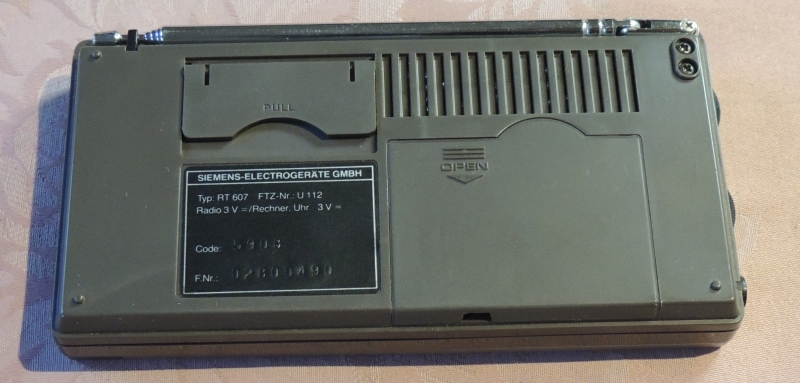 PULL
OPEN
SIEMENS-ELECTROGERÄTE GMBH
Typ: RT 607 FTZ-Nr.: U 112
Radio 3 V =/Rechner. Uhr 3 V =
Code:
F.Nr.: